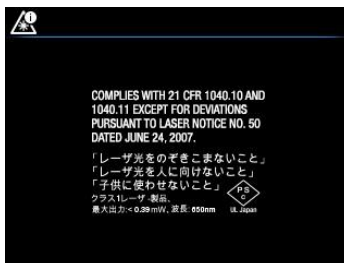 COMPLIES WITH 21 CFR 1040.10 AND
1040.11 EXCEPT FOR DEVIATIONS
PURSUANT TO LASER NOTICE NO. 50
DATED JUNE 24, 2007.
「レーザ光をのぞきこまないこと」
「レーザ光を人に向けないこと」
「子供に使わせないこと」
クラス1レーザ 製品、
最大出力:< 0.39 mW, 波長: 650nm
PS
C
UL Japan